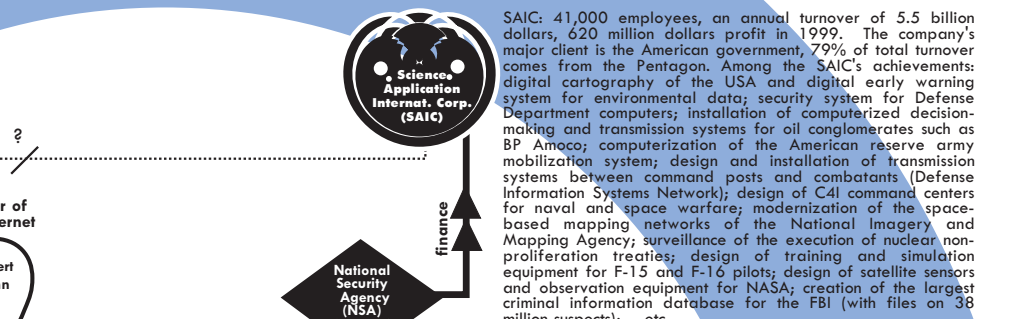 SAIC: 41,000 employees, an annual turnover of 5.5 billion
dollars, 620 million dollars profit in 1999. The company's
major client is the American government, 79% of total turnover
comes from the Pentagon. Among the SAIC's achievements:
digital cartography of the USA and digital early warning
system for environmental data; security system for Defense
Department computers; installation of computerized decision-
making and transmission systems for oil conglomerates such as
BP Amoco; computerization of the American reserve army
mobilization system; design and installation of transmission
systems between command posts and combatants (Defense
Information Systems Network); design of C4I command centers
for naval and space warfare; modernization of the space-
based mapping networks of the National Imagery and
Mapping Agency; surveillance of the execution of nuclear non-
proliferation treaties; design of training and simulation
equipment for F-15 and F-16 pilots; design of satellite sensors
and observation equipment for NASA; creation of the largest
criminal information database for the FBI (with files on 38
million suspects); etc
Science
Application
Internat. Corp.
(SAIC)
?
r of
ernet
ert
n
finance
National
Security
Agency
(NSA)